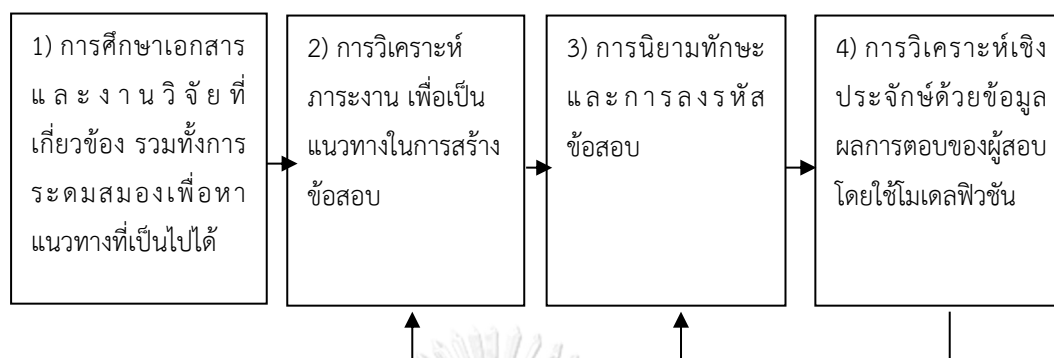 1) การศึกษาเอกสาร
และงานวิจัยที่
เกี่ยวข้อง รวมทั้งการ
ระดมสมองเพื่อหา
แนวทางที่เป็นไปได้
2) การวิเคราะห์
ภาระงาน เพื่อเป็น
แนวทางในการสร้าง
ข้อสอบ
3) การนิยามทักษะ
และการลงรหัส
ข้อสอบ
4) การวิเคราะห์เชิง
ประจักษ์ด้วยข้อมูล
ผลการตอบของผู้สอบ
โดยใช้โมเดลฟิวชัน